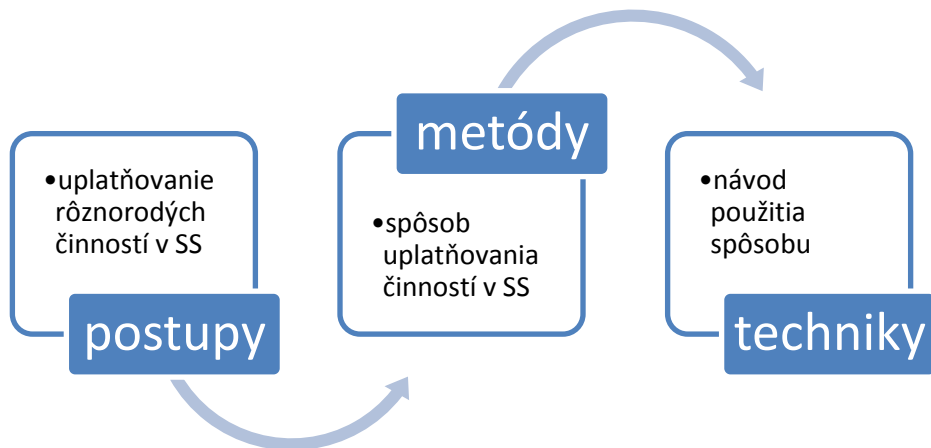 •uplatňovanie
rôznorodých
činností v SS
postupy
metódy
•spôsob
uplatňovania
činností v SS
•návod
použitia
spôsobu
techniky